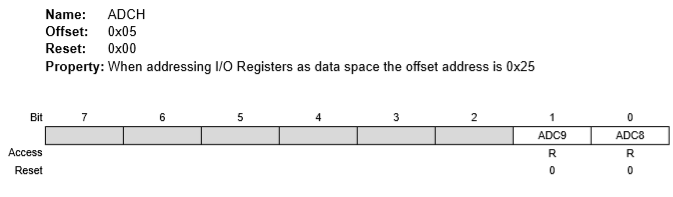 Name: ADCH
Offset: 0x05
Reset: 0x00
Property: When addressing I/O Registers as data space the offset address is 0x25
Bit 7 6 5 4 3 2 1 0
ADC9 ADC8
Access R R
Reset 0 0